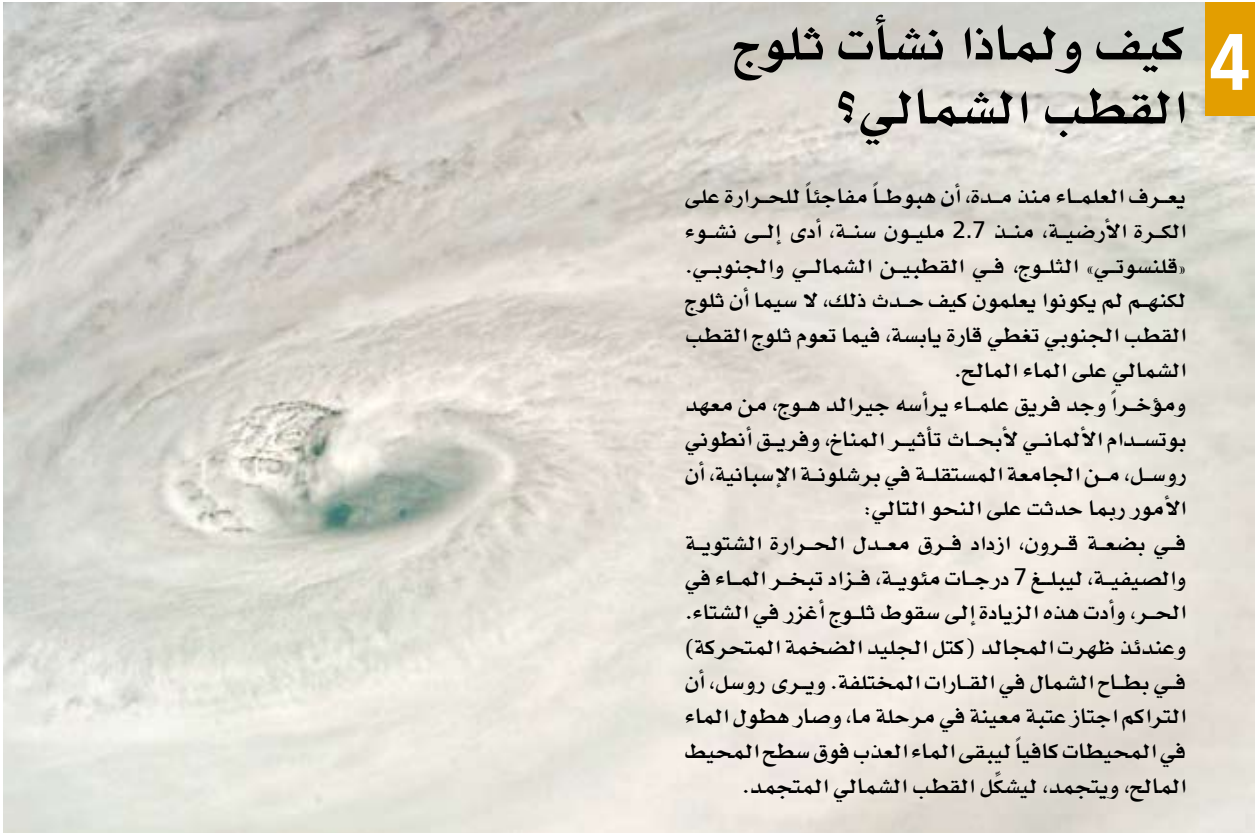 4
كيف ولماذا نشأت ثلوج
القطب الشمالي؟
يعرف العلماء منذ مدة، أن هبوطاً مفاجئاً للحرارة على
الكرة الأرضية، منذ 2.7 مليون سنة، أدى إلى نشوء
«قلنسوتي» الثلوج، في القطبين الشمالي والجنوبي.
لكنهم لم يكونوا يعلمون كيف حدث ذلك، لا سيما أن ثلوج
القطب الجنوبي تغطي قارة يابسة، فيما تعوم ثلوج القطب
الشمالي على الماء المالح.
ومؤخراً وجد فريق علماء يرأسه جيرالد هوج، من معهد
بوتسدام الألماني لأبحاث تأثير المناخ، وفريق أنطوني
روسل، من الجامعة المستقلة في برشلونة الإسبانية، أن
الأمور ربما حدثت على النحو التالي:
في بضعة قرون، ازداد فرق معدل الحرارة الشتوية
والصيفية، ليبلغ 7 درجات مئوية، فزاد تبخر الماء في
الحر، وأدت هذه الزيادة إلى سقوط ثلوج أغزر في الشتاء.
وعندئذ ظهرت المجالد (كتل الجليد الضخمة المتحركة)
في بطاح الشمال في القارات المختلفة. ويرى روسل، أن
التراكم اجتاز عتبة معينة في مرحلة ما، وصار هطول الماء
في المحيطات كافياً ليبقى الماء العذب فوق سطح المحيط
المالح، ويتجمد، ليشكِّل القطب الشمالي المتجمد.